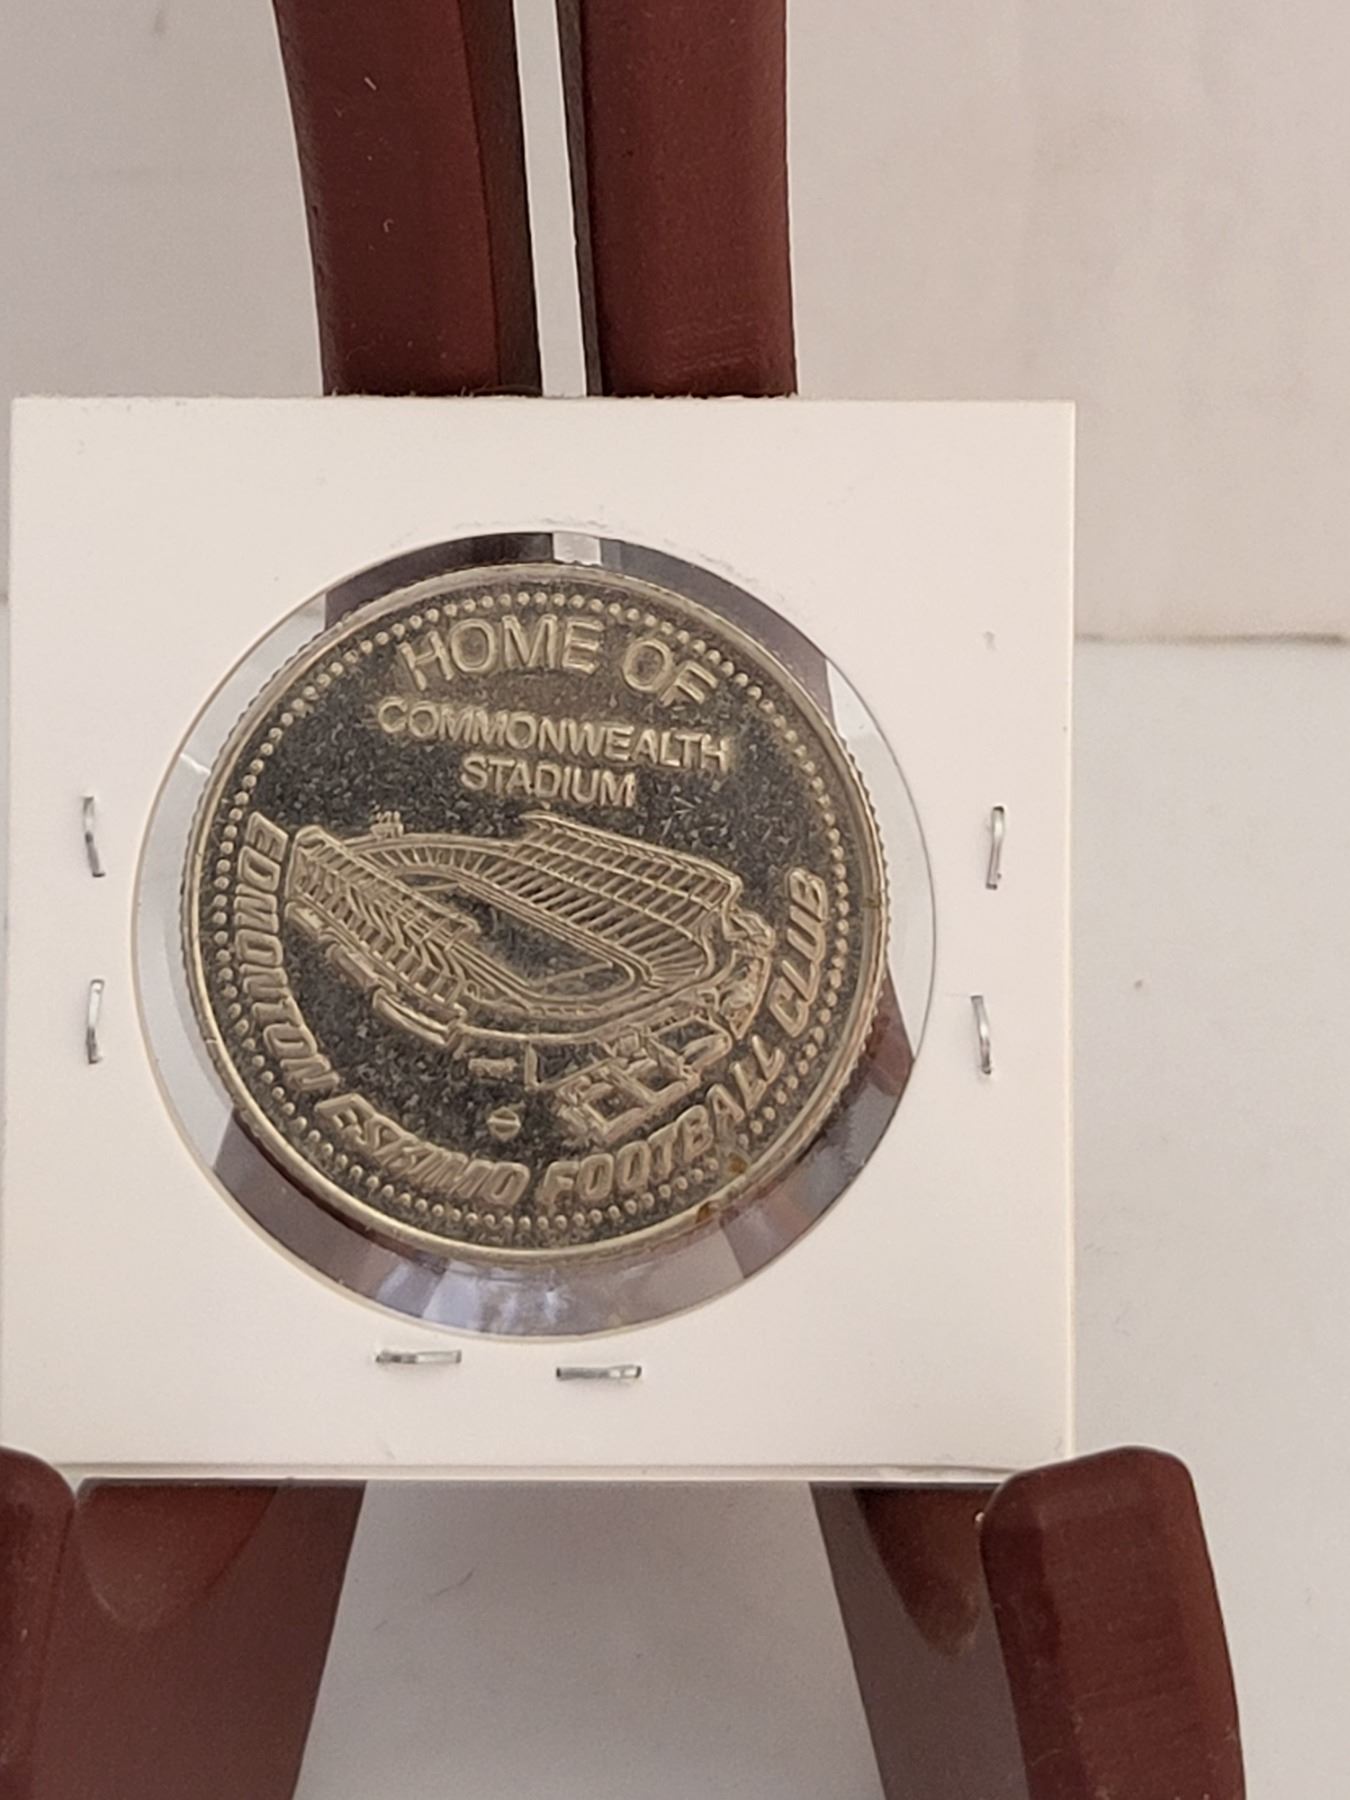 HOME OF
COMMONWEALTH
STADIUM
EDMONTON ESKIMO FOOTBALL CLUB